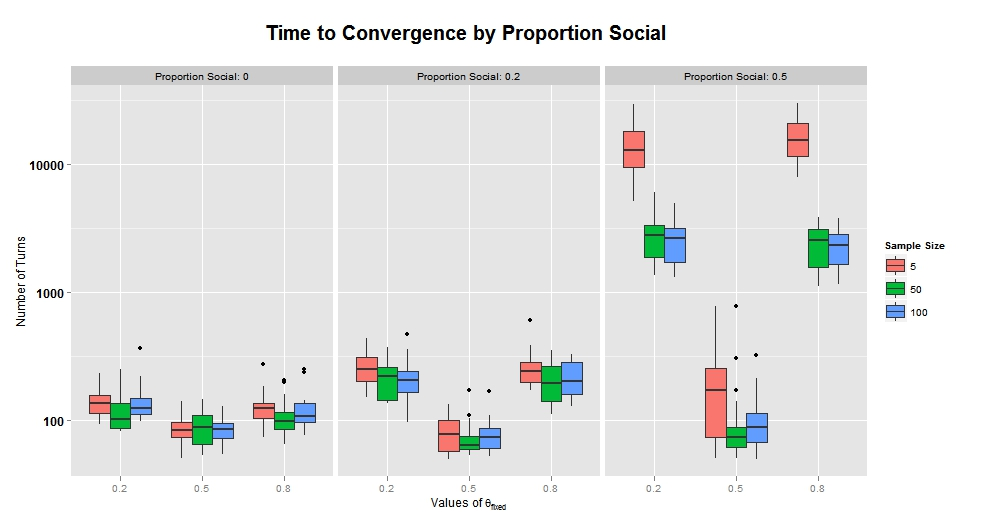 Time to Convergence by Proportion Social
Proportion Social: 0
Proportion Social: 0.2
Proportion Social: 0.5
10000
1000
100
Number of Turns
0.2 0.5 0.8
0.2 0.5 0.8
0.2 0.5 0.8
Values of θfixed
Sample Size
5
50
100